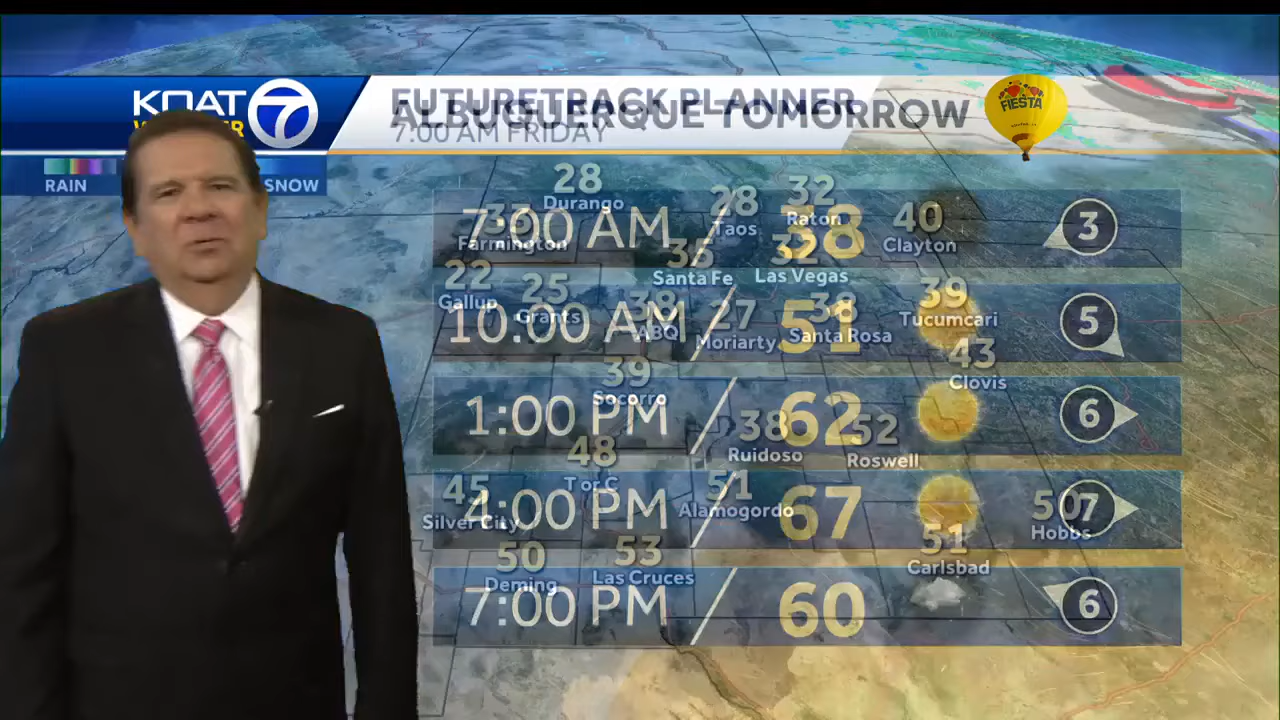 KOAT 7
FUTURETRACK PLANNER
ALBUQUERQUE TOMORROW
7:00 AM FRIDAY
FIESTA
RAIN
SNOW
28
Durango
28
Taos
32
Raton
40
Clayton
7:00 AM / 38
3
Farmington
35
Santa Fe
Las Vegas
22
Gallup
25
Grants
38
ABQ
27
Moriarty
38
Santa Rosa
39
Tucumcari
10:00 AM / 51
5
43
Clovis
39
Socorro
1:00 PM / 62
6
38
Ruidoso
52
Roswell
48
T or C
45
Silver City
51
Alamogordo
4:00 PM / 67
7
50
Hobbs
50
Deming
53
Las Cruces
51
Carlsbad
7:00 PM / 60
6